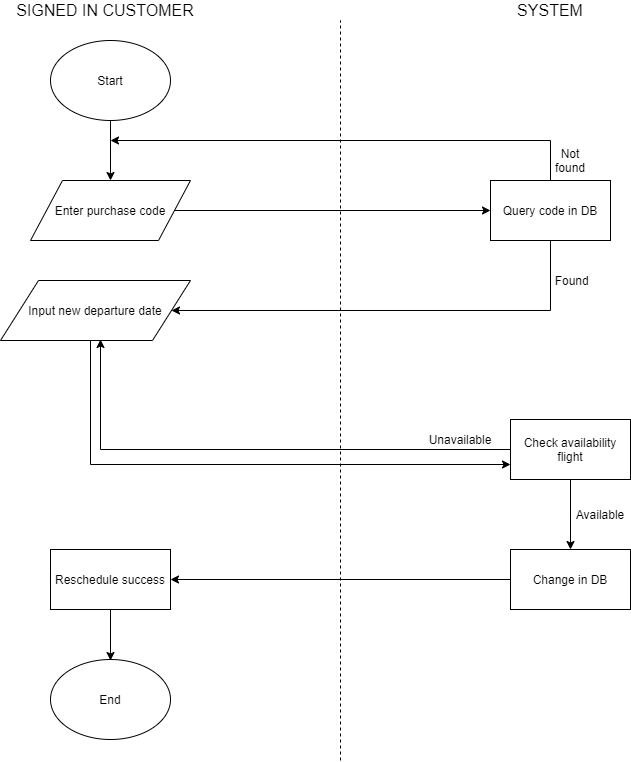 SIGNED IN CUSTOMER
SYSTEM
Start
Not
found
Enter purchase code
Query code in DB
Found
Input new departure date
Unavailable
Check availability
flight
Available
Reschedule success
Change in DB
End